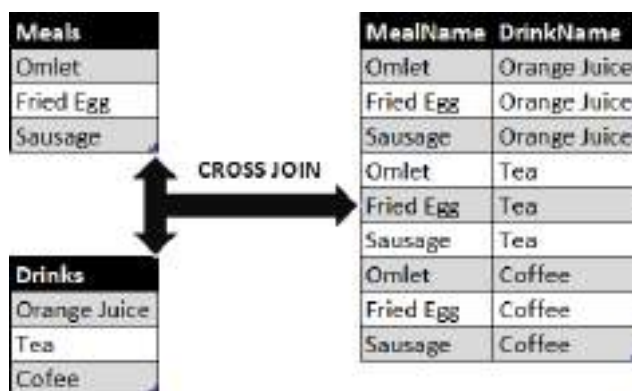 Meals
Omlet
Fried Egg
Sausage
CROSS JOIN
Drinks
Orange Juice
Tea
Cofee
MealName DrinkName
Omlet Orange Juice
Fried Egg Orange Juice
Sausage Orange Juice
Omlet Tea
Fried Egg Tea
Sausage Tea
Omlet Coffee
Fried Egg Coffee
Sausage Coffee